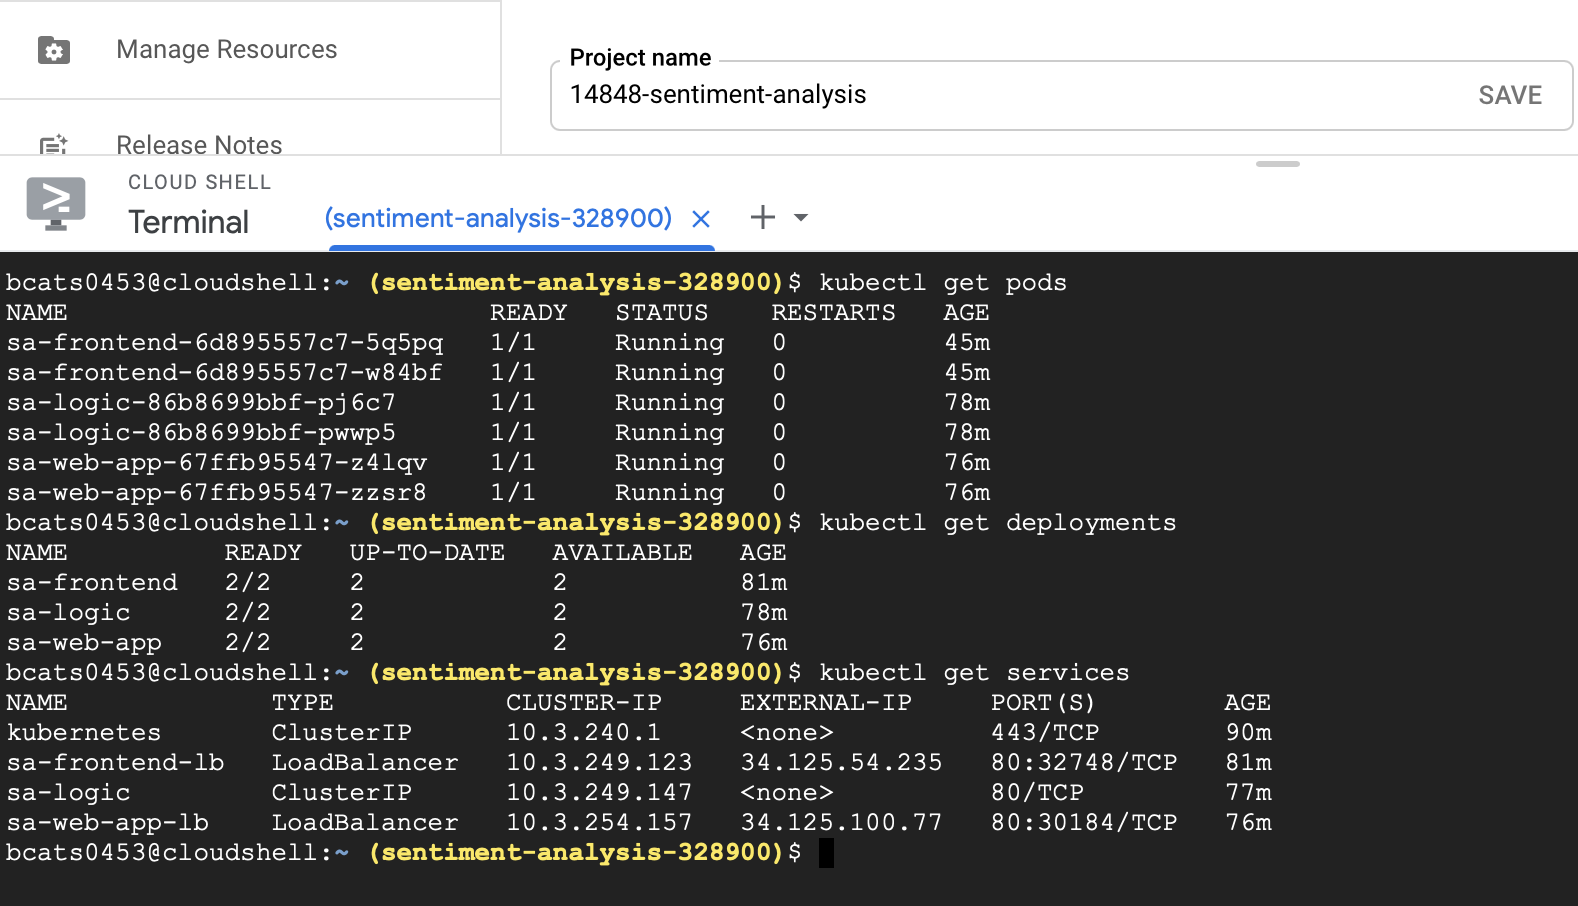 Manage Resources
Project name
14848-sentiment-analysis
SAVE
Release Notes
CLOUD SHELL
Terminal
(sentiment-analysis-328900)
bcats0453@cloudshell:~ (sentiment-analysis-328900)$ kubectl get pods
NAME READY STATUS RESTARTS AGE
sa-frontend-6d895557c7-5q5pq 1/1 Running 0 45m
sa-frontend-6d895557c7-w84bf 1/1 Running 0 45m
sa-logic-86b8699bbf-pj6c7 1/1 Running 0 78m
sa-logic-86b8699bbf-pwwp5 1/1 Running 0 78m
sa-web-app-67ffb95547-z4lqv 1/1 Running 0 76m
sa-web-app-67ffb95547-zzsr8 1/1 Running 0 76m
bcats0453@cloudshell:~ (sentiment-analysis-328900)$ kubectl get deployments
NAME READY UP-TO-DATE AVAILABLE AGE
sa-frontend 2/2 2 2 81m
sa-logic 2/2 2 2 78m
sa-web-app 2/2 2 2 76m
bcats0453@cloudshell:~ (sentiment-analysis-328900)$ kubectl get services
NAME TYPE CLUSTER-IP EXTERNAL-IP PORT(S) AGE
kubernetes ClusterIP 10.3.240.1 <none> 443/TCP 90m
sa-frontend-lb LoadBalancer 10.3.249.123 34.125.54.235 80:32748/TCP 81m
sa-logic ClusterIP 10.3.249.147 <none> 80/TCP 77m
sa-web-app-lb LoadBalancer 10.3.254.157 34.125.100.77 80:30184/TCP 76m
bcats0453@cloudshell:~ (sentiment-analysis-328900)$